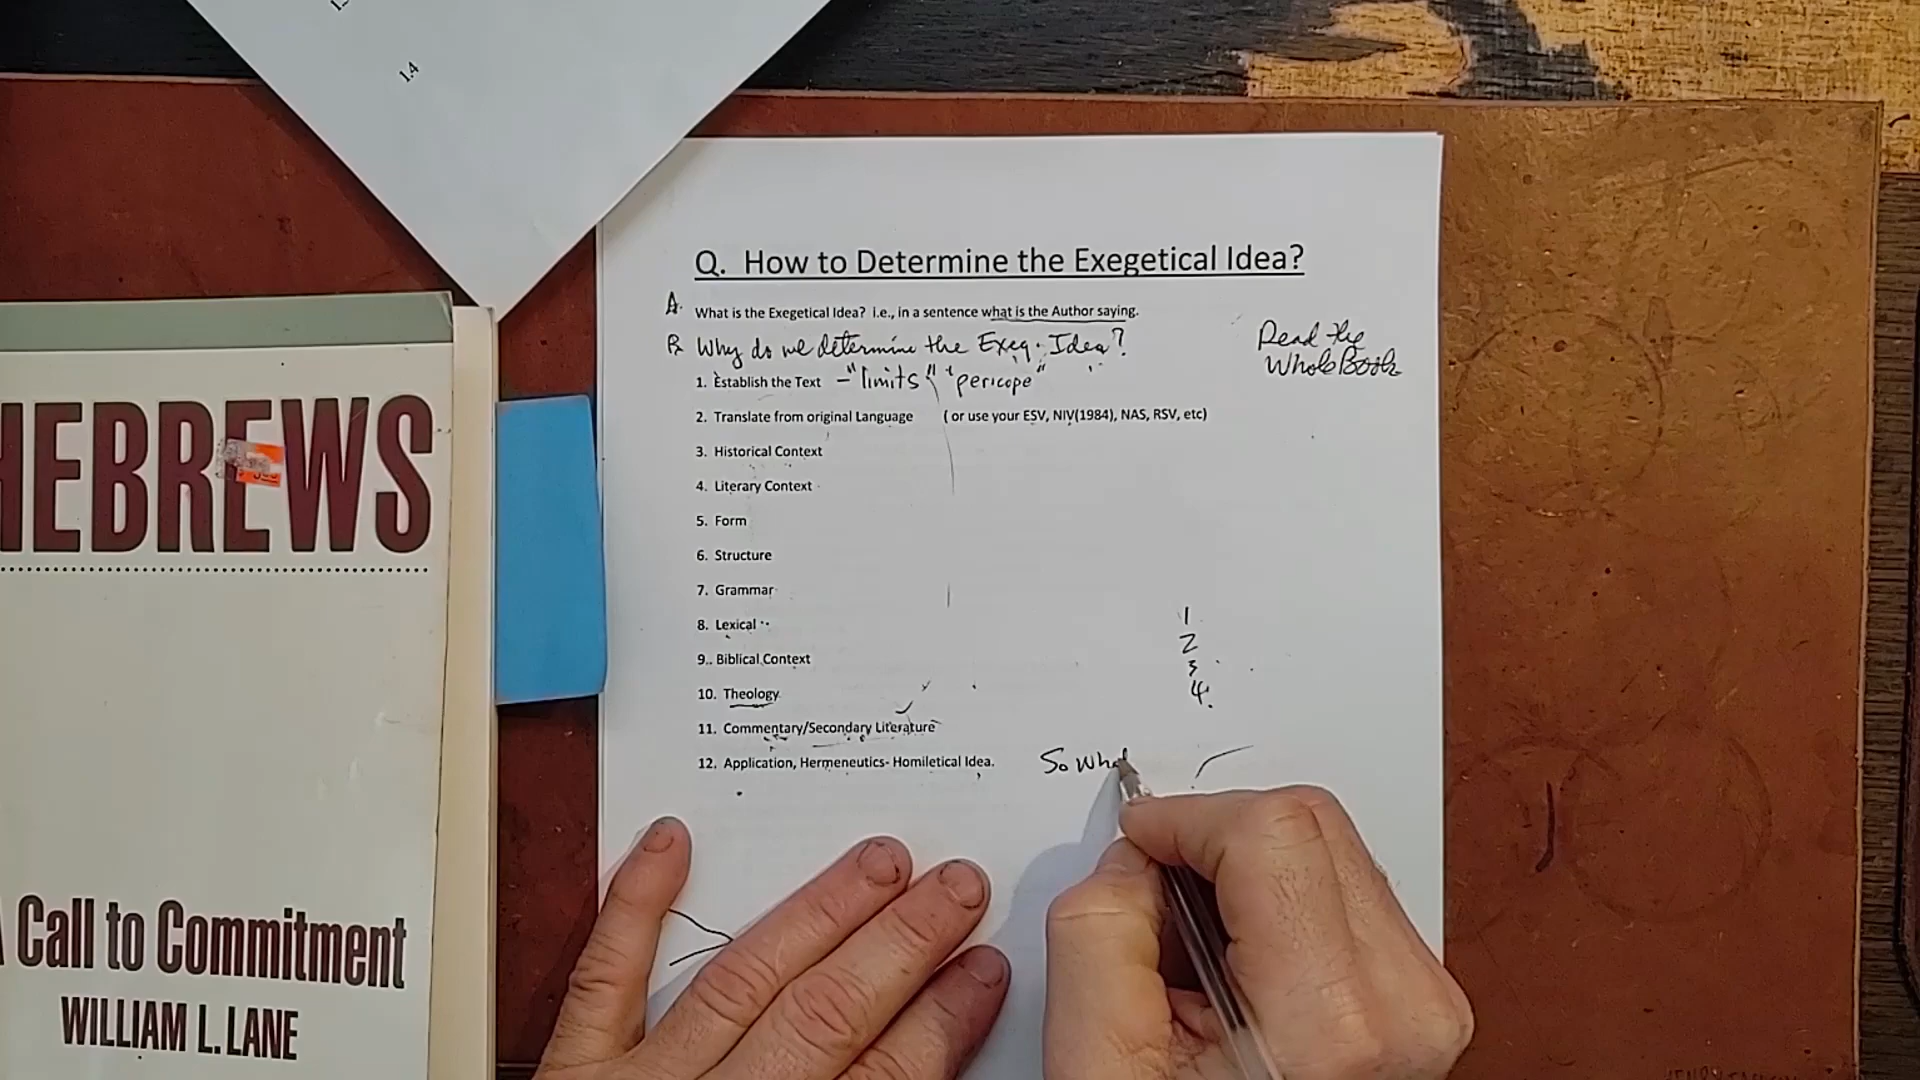 1.4
Q. How to Determine the Exegetical Idea?
A. What is the Exegetical Idea? i.e., in a sentence what is the Author saying.
B. Why do we determine the Exeg. Idea?
Read the
Whole Book
1. Establish the Text - "limits" "pericope"
2. Translate from original Language ( or use your ESV, NIV(1984), NAS, RSV, etc)
3. Historical Context
4. Literary Context
5. Form
6. Structure
7. Grammar
8. Lexical
9.. Biblical Context
10. Theology
11. Commentary/Secondary Literature
12. Application, Hermeneutics- Homiletical Idea. So What
1
2
3
4.
HEBREWS
A Call to Commitment
WILLIAM L. LANE